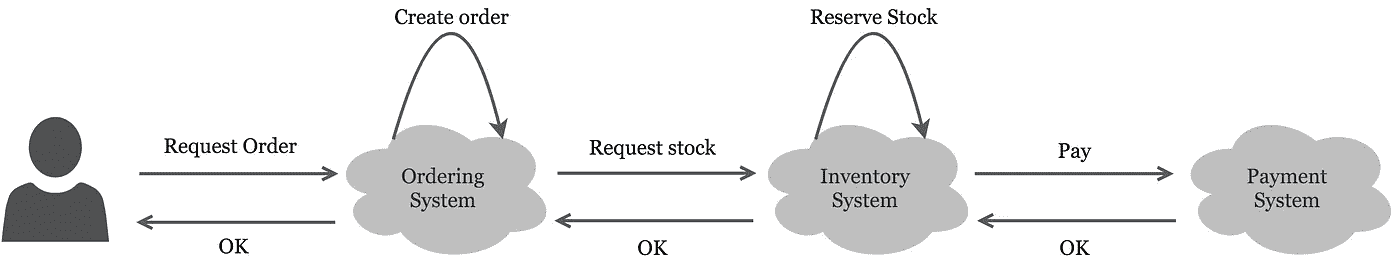 Create order
Reserve Stock
Request Order
Request stock
Pay
Ordering
System
Inventory
System
Payment
System
OK
OK
OK